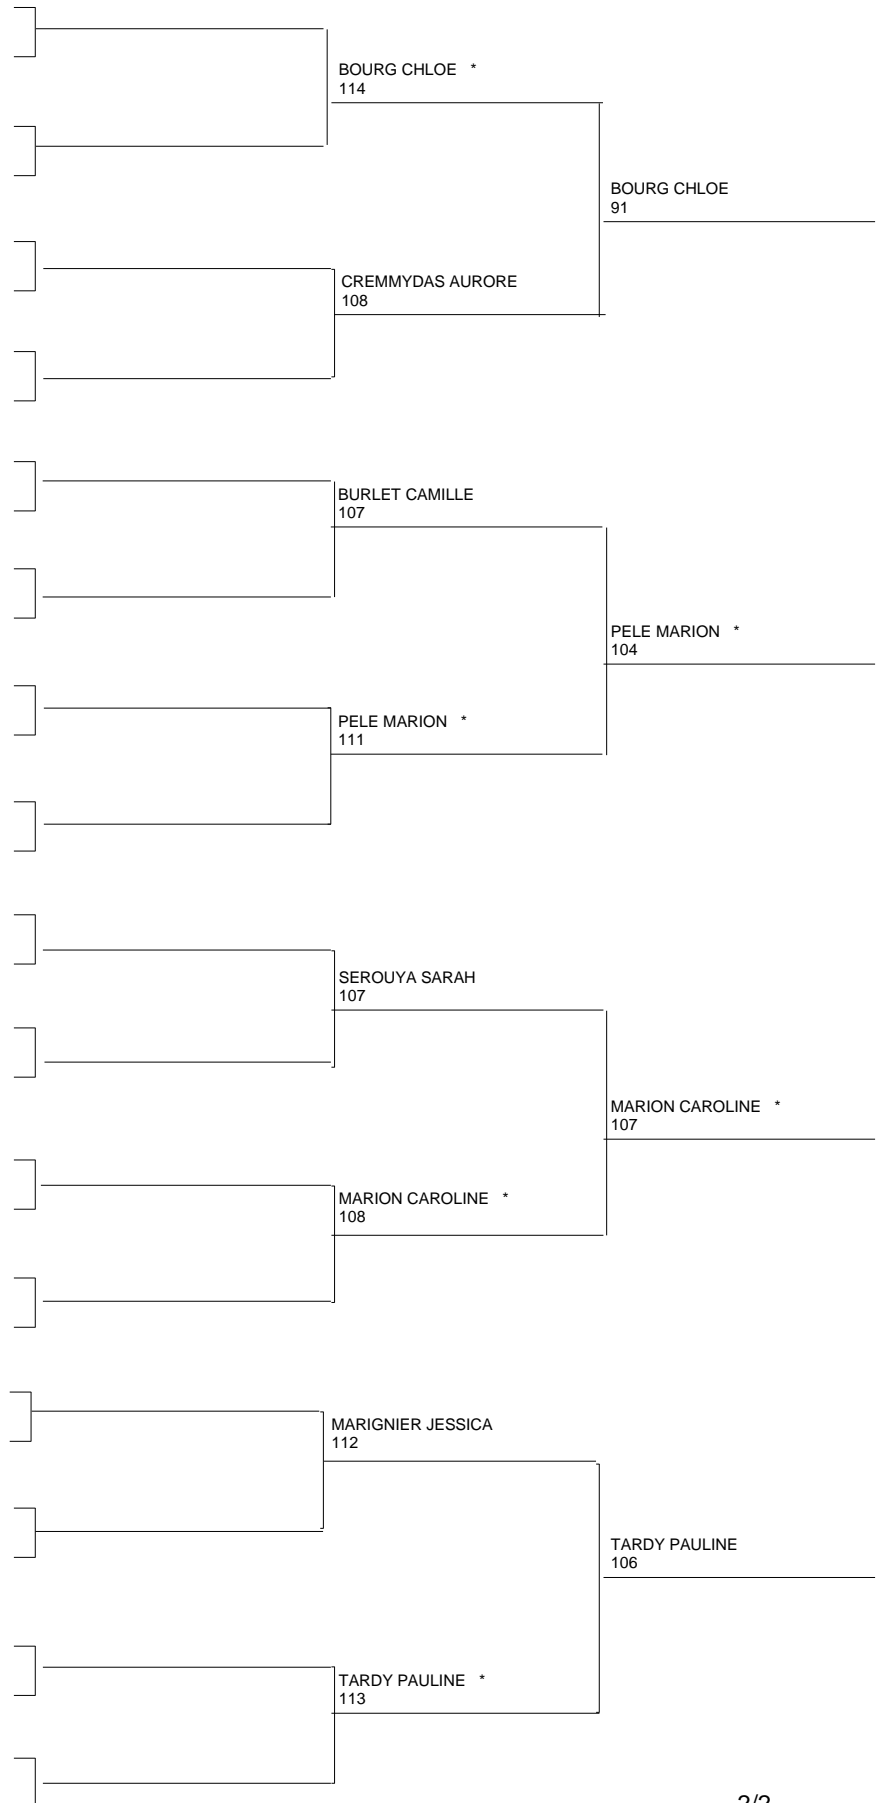 BOURG CHLOE *
114
BOURG CHLOE
91
CREMMYDAS AURORE
108
BURLET CAMILLE
107
PELE MARION *
104
PELE MARION *
111
SEROUYA SARAH
107
MARION CAROLINE *
107
MARION CAROLINE *
108
MARIGNIER JESSICA
112
TARDY PAULINE
106
TARDY PAULINE *
113